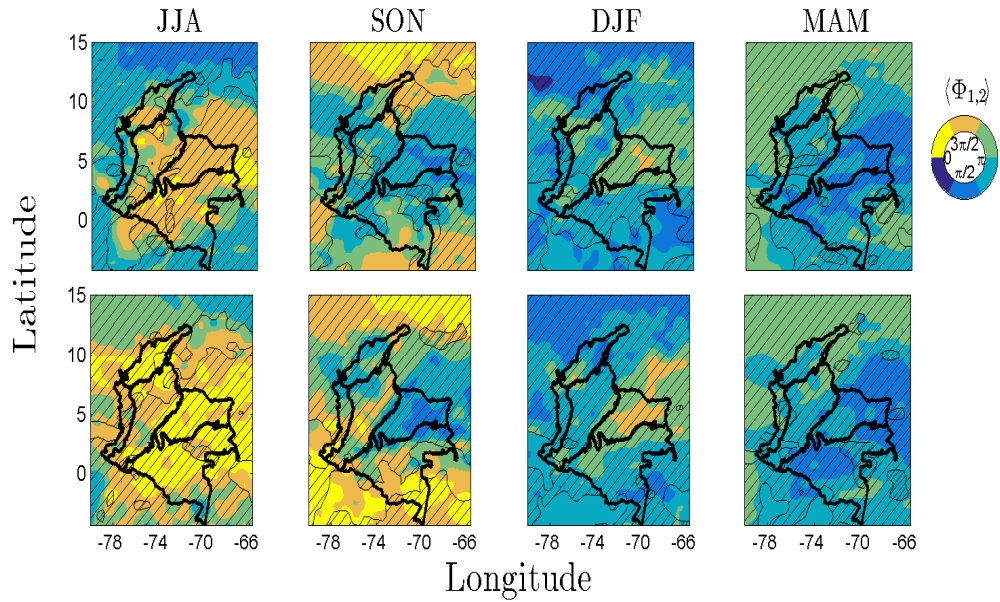 JJA SON DJF MAM
15
10
5
0
⟨Φ1,2⟩
3π/2
0 π
π/2
Latitude
15
10
5
0
-78 -74 -70 -66 -78 -74 -70 -66 -78 -74 -70 -66 -78 -74 -70 -66
Longitude